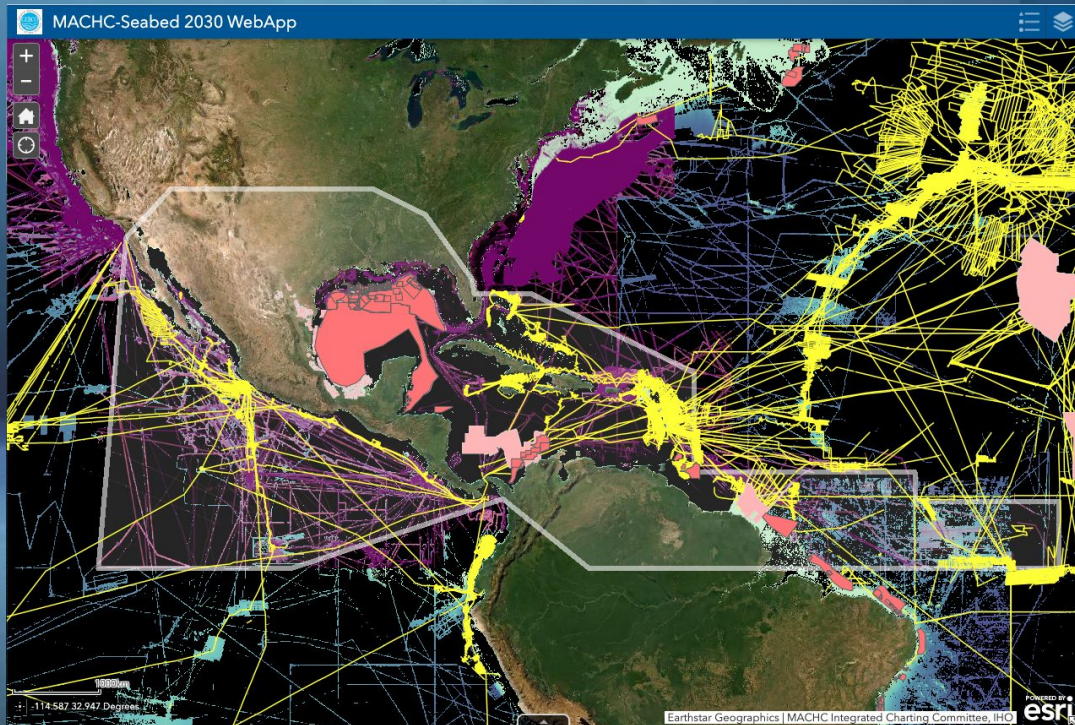 MACHC-Seabed 2030 WebApp
+
−
1000km
-114.587 32.947 Degrees
Earthstar Geographics | MACHC Integrated Charting Committee, IHO
POWERED BY
esri